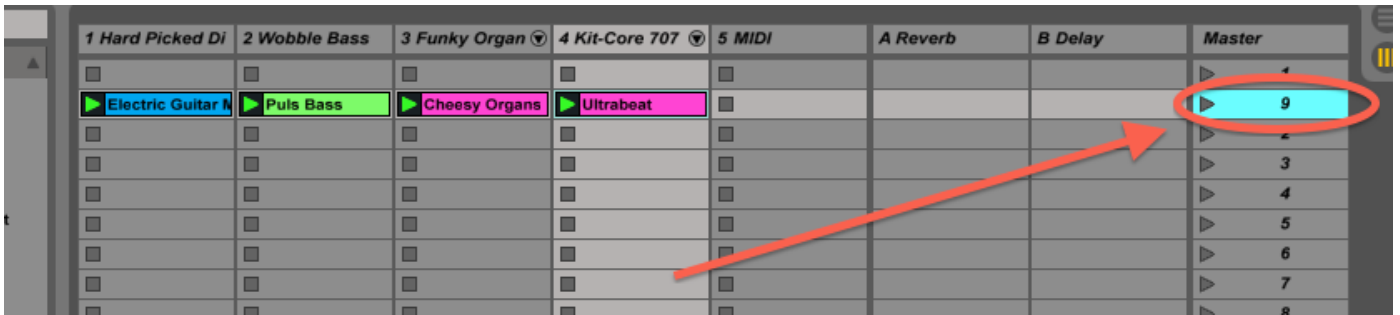 1 Hard Picked Di 2 Wobble Bass 3 Funky Organ 4 Kit-Core 707 5 MIDI A Reverb B Delay Master
1
Electric Guitar M Puls Bass Cheesy Organs Ultrabeat 9
2
3
4
5
t
6
7
8